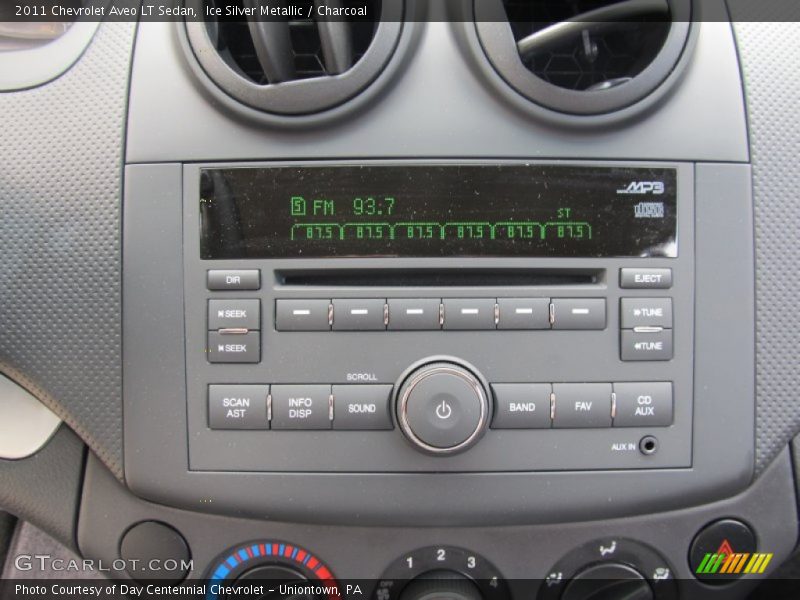 2011 Chevrolet Aveo LT Sedan, Ice Silver Metallic / Charcoal
MP3
5 FM 93.7
ST
87.5 87.5 87.5 87.5 87.5 87.5
DIR
EJECT
SEEK
TUNE
SEEK
TUNE
SCROLL
SCAN AST
INFO DISP
SOUND
BAND
FAV
CD AUX
AUX IN
1 2 3 4
OFF
GTCarLot.com
Photo Courtesy of Day Centennial Chevrolet - Uniontown, PA